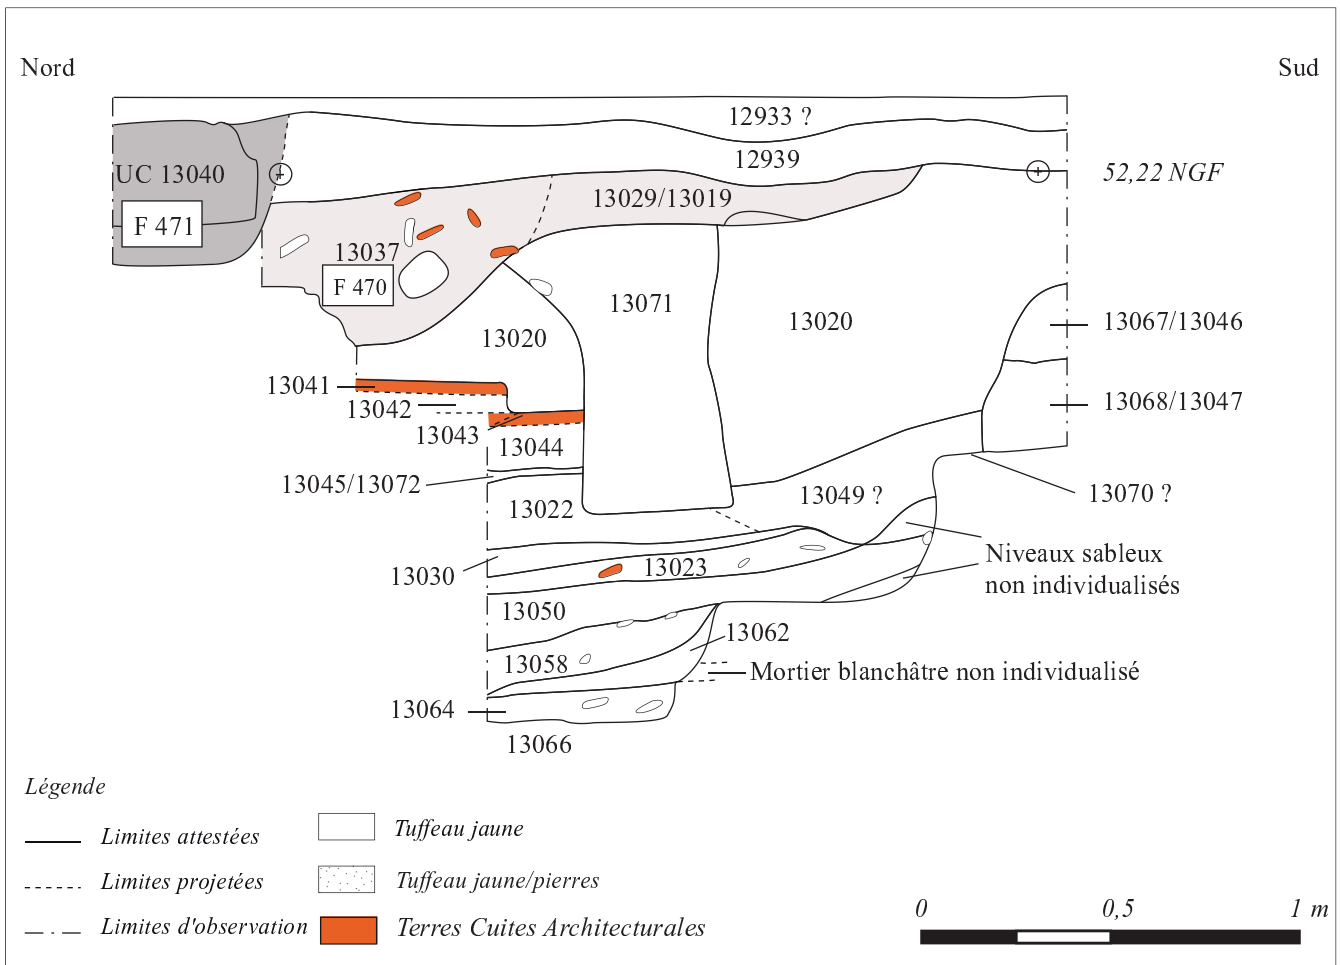 Nord
Sud
12933 ?
12939
UC 13040
52,22 NGF
13029/13019
F 471
13037
F 470
13071
13020
13020
13067/13046
13041
13042
13068/13047
13043
13044
13045/13072
13049 ?
13070 ?
13022
Niveaux sableux
non individualisés
13030
13023
13050
13062
13058
Mortier blanchâtre non individualisé
13064
13066
Légende
Limites attestées
Tuffeau jaune
Limites projetées
Tuffeau jaune/pierres
Limites d'observation
Terres Cuites Architecturales
0
0,5
1 m